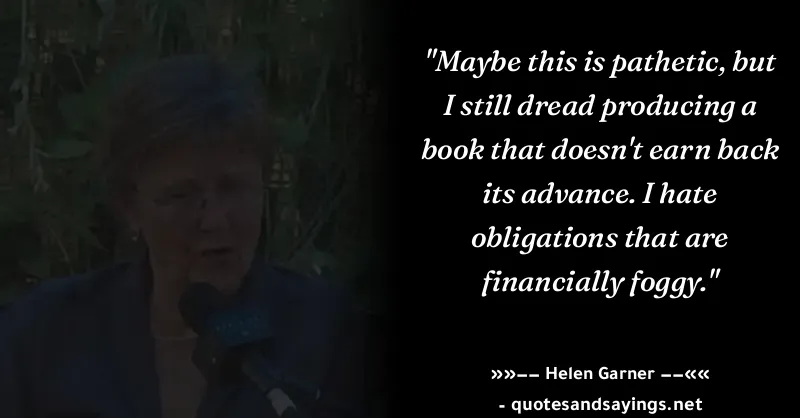 "Maybe this is pathetic, but
I still dread producing a
book that doesn't earn back
its advance. I hate
obligations that are
financially foggy."
»»–– Helen Garner ––««
- quotesandsayings.net